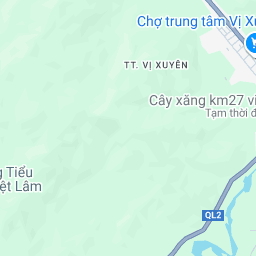 Chợ trung tâm Vị Xu
TT. VỊ XUYÊN
Cây xăng km27 vi
Tạm thời đ
g Tiểu
ệt Lâm
QL2